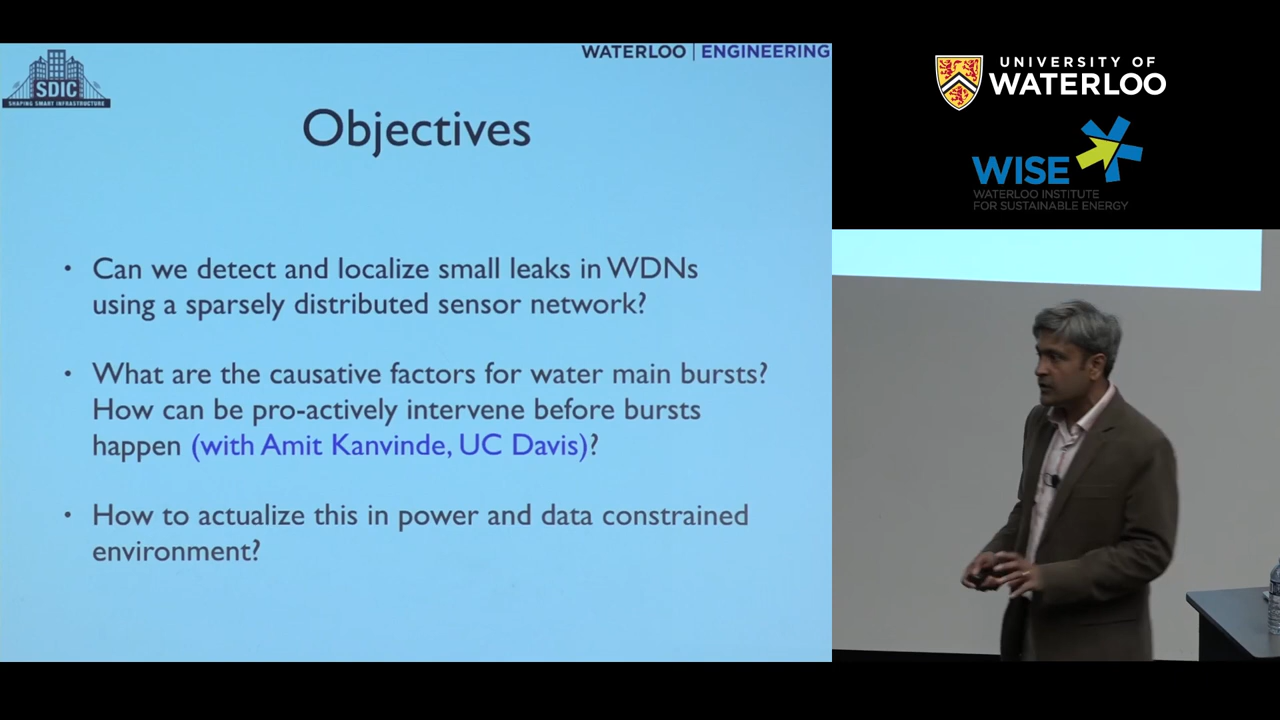 SDIC
SHAPING SMART INFRASTRUCTURE
WATERLOO | ENGINEERING
Objectives
• Can we detect and localize small leaks in WDNs
using a sparsely distributed sensor network?
• What are the causative factors for water main bursts?
How can be pro-actively intervene before bursts
happen (with Amit Kanvinde, UC Davis)?
• How to actualize this in power and data constrained
environment?
UNIVERSITY OF
WATERLOO
WISE
WATERLOO INSTITUTE
FOR SUSTAINABLE ENERGY